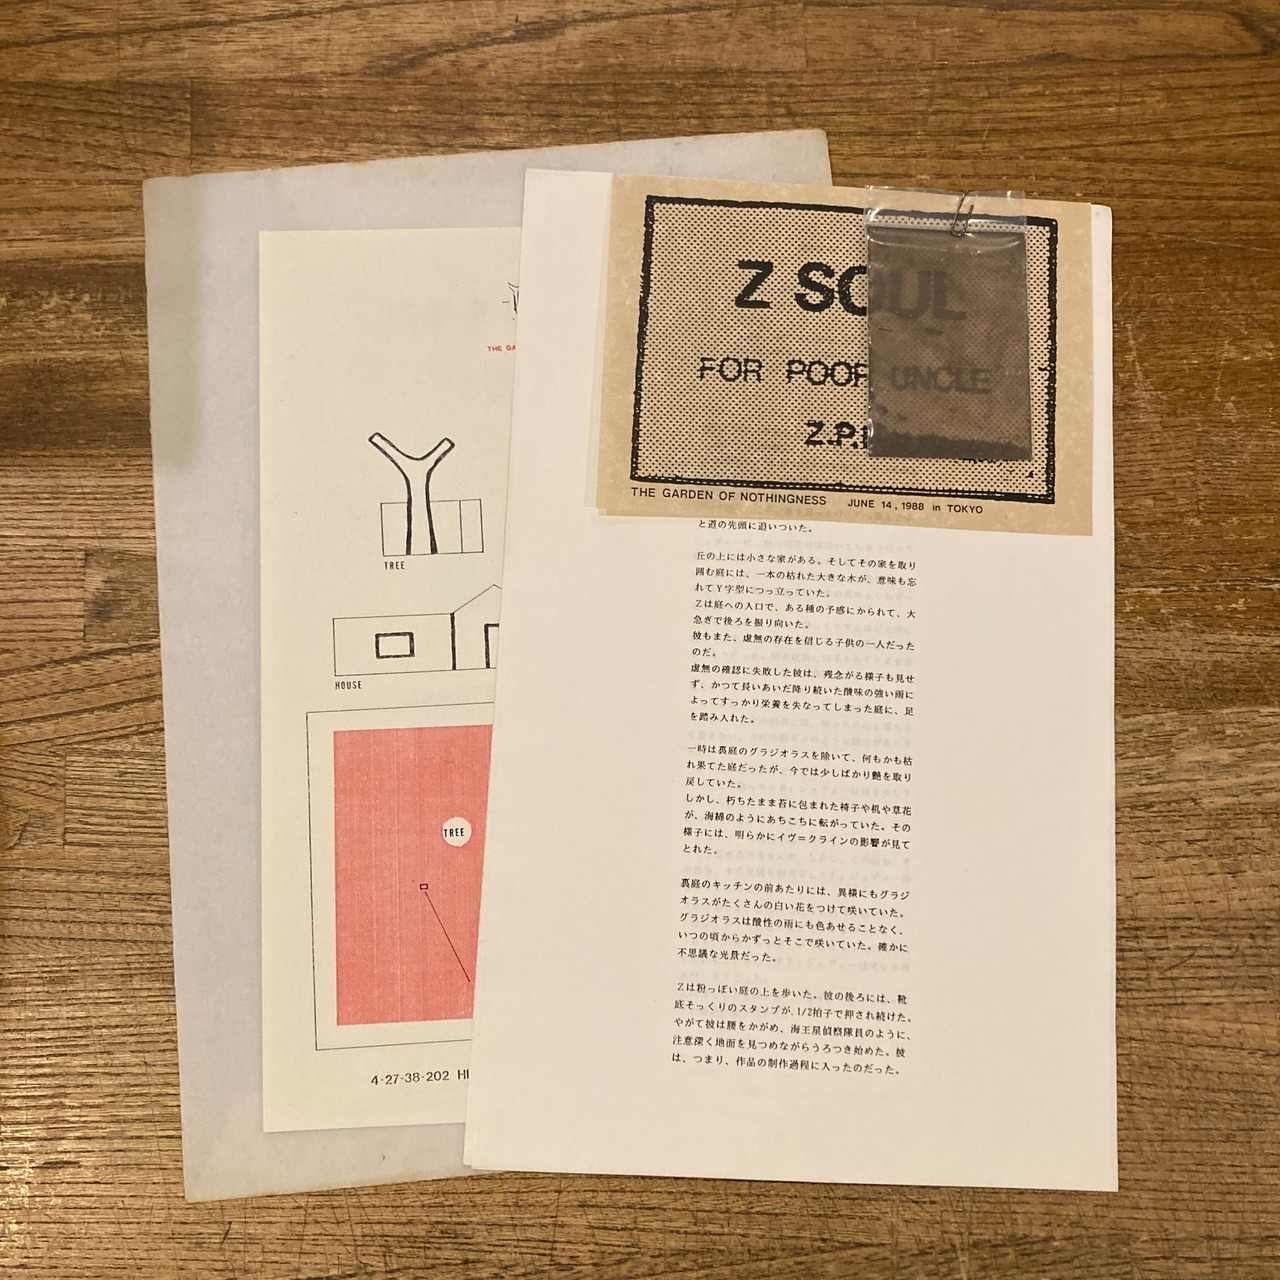 THE GA
TREE
HOUSE
TREE
4-27-38-202 HI
Z SOUL
FOR POOR UNCLE
Z.P.
THE GARDEN OF NOTHINGNESS JUNE 14, 1988 in TOKYO
と道の先頭に追いついた。
丘の上には小さな家がある。そしてその家を取り
囲む庭には、一本の枯れた大きな木が、意味も忘
れてY字型につっ立っていた。
Zは庭への入口で、ある種の予感にかられて、大
急ぎで後ろを振り向いた。
彼もまた、虚無の存在を信じる子供の一人だった
のだ。
虚無の確認に失敗した彼は、残念がる様子も見せ
ず、かつて長いあいだ降り続いた酸味の強い雨に
よってすっかり栄養を失なってしまった庭に、足
を踏み入れた。
一時は裏庭のグラジオラスを除いて、何もかも枯
れ果てた庭だったが、今では少しばかり艶を取り
戻していた。
しかし、朽ちたまま苔に包まれた椅子や机や草花
が、海綿のようにあちこちに転がっていた。その
様子には、明らかにイヴ＝クラインの影響が見て
とれた。
裏庭のキッチンの前あたりには、異様にもグラジ
オラスがたくさんの白い花をつけて咲いていた。
グラジオラスは酸性の雨にも色あせることなく、
いつの頃からかずっとそこで咲いていた。確かに
不思議な光景だった。
Zは粉っぽい庭の上を歩いた。彼の後ろには、靴
底そっくりのスタンプが、1/2拍子で押され続けた。
やがて彼は腰をかがめ、海王星偵察隊員のように、
注意深く地面を見つめながらうろつき始めた。彼
は、つまり、作品の制作過程に入ったのだった。